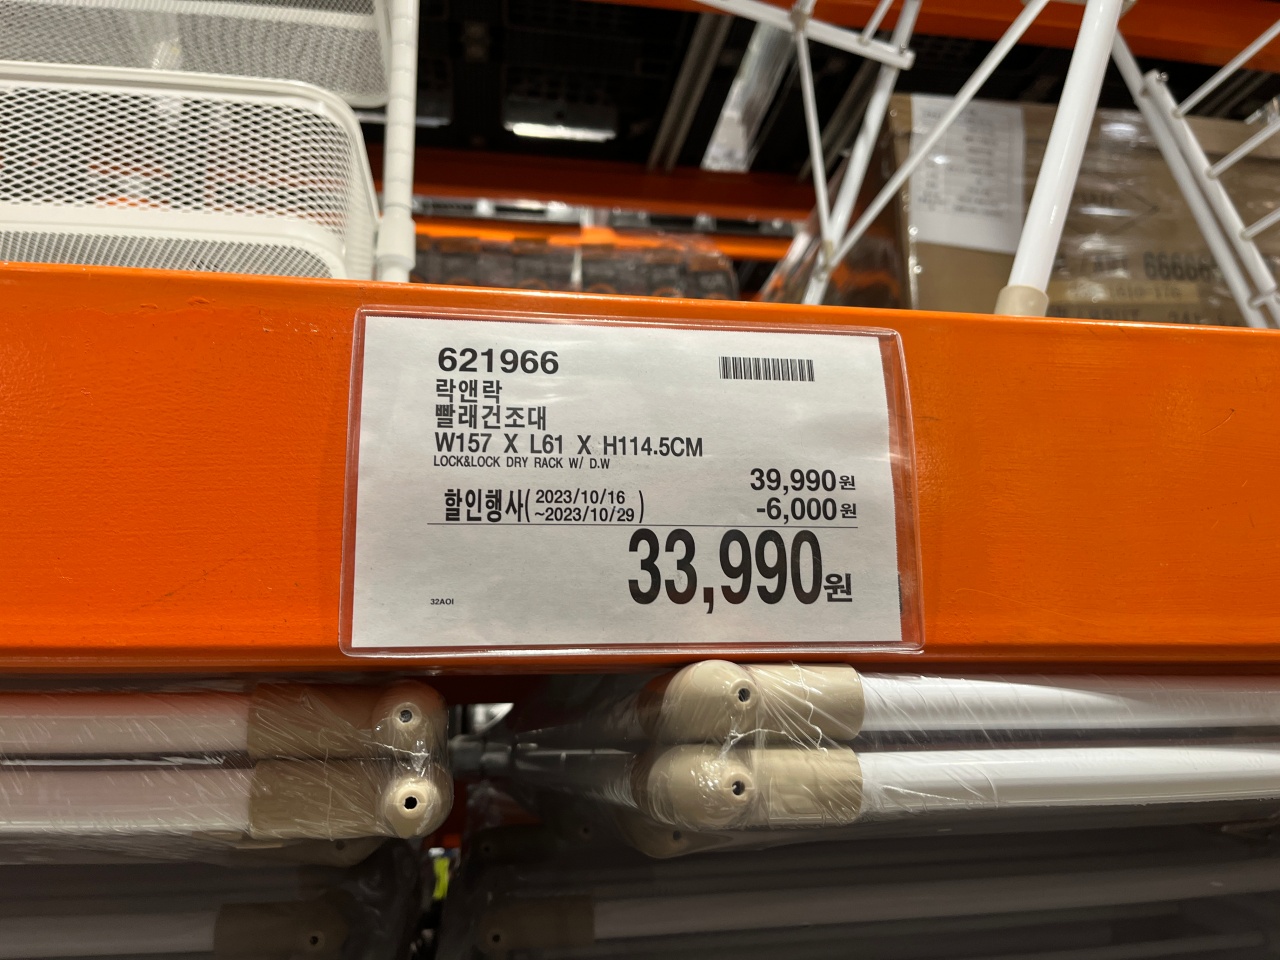 66666
621966
락앤락
빨래건조대
W157 X L61 X H114.5CM
LOCK&LOCK DRY RACK W/ D.W
39,990원
할인행사( 2023/10/16 ~2023/10/29 )
-6,000원
33,990원
32AOI